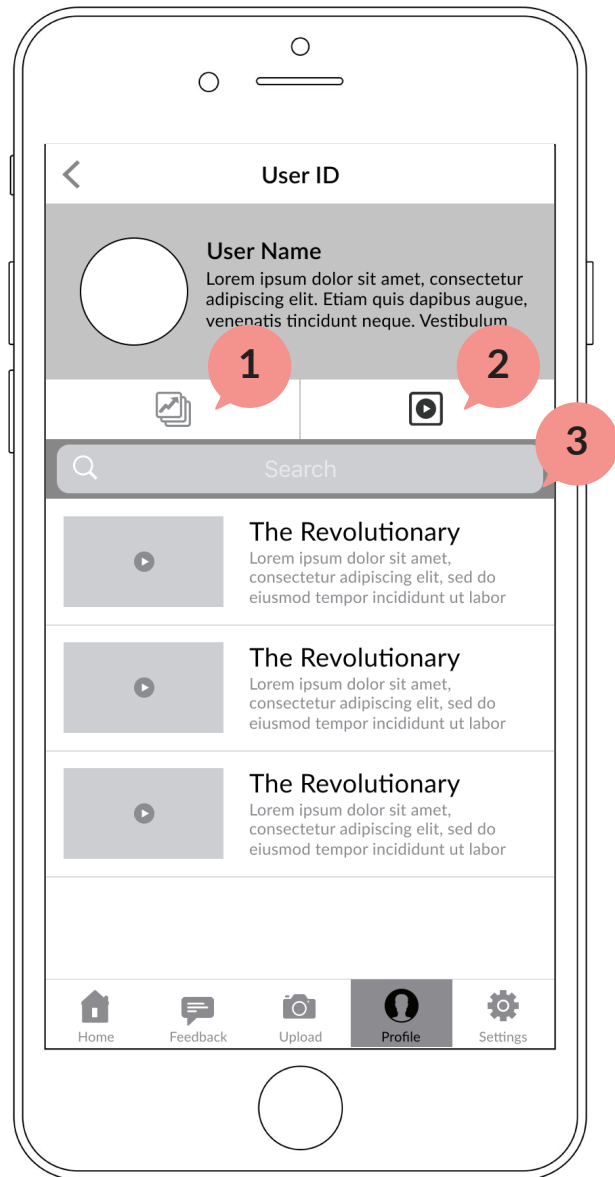 User ID
User Name
Lorem ipsum dolor sit amet, consectetur
adipiscing elit. Etiam quis dapibus augue,
venenatis tincidunt neque. Vestibulum
1
2
3
Search
The Revolutionary
Lorem ipsum dolor sit amet,
consectetur adipiscing elit, sed do
eiusmod tempor incididunt ut labor
The Revolutionary
Lorem ipsum dolor sit amet,
consectetur adipiscing elit, sed do
eiusmod tempor incididunt ut labor
The Revolutionary
Lorem ipsum dolor sit amet,
consectetur adipiscing elit, sed do
eiusmod tempor incididunt ut labor
Home Feedback Upload Profile Settings